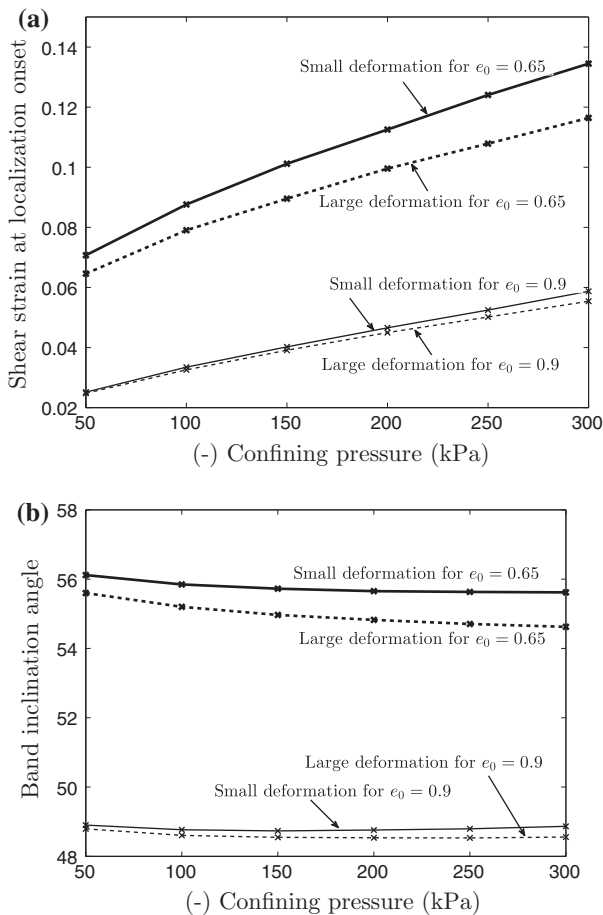 (a)
0.14
0.12
0.1
0.08
0.06
0.04
0.02
Shear strain at localization onset
Small deformation for e₀ = 0.65
Large deformation for e₀ = 0.65
Small deformation for e₀ = 0.9
Large deformation for e₀ = 0.9
50 100 150 200 250 300
(-) Confining pressure (kPa)
(b)
58
56
54
52
50
48
Band inclination angle
Small deformation for e₀ = 0.65
Large deformation for e₀ = 0.65
Large deformation for e₀ = 0.9
Small deformation for e₀ = 0.9
50 100 150 200 250 300
(-) Confining pressure (kPa)